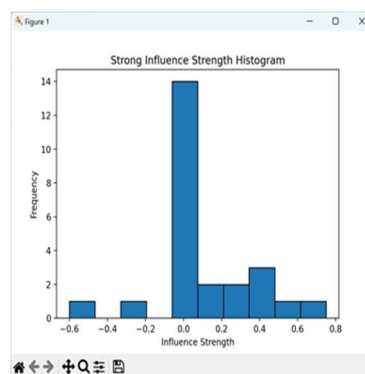 Figure 1
Strong Influence Strength Histogram
14
12
10
8
6
4
2
0
Frequency
−0.6 −0.4 −0.2 0.0 0.2 0.4 0.6 0.8
Influence Strength